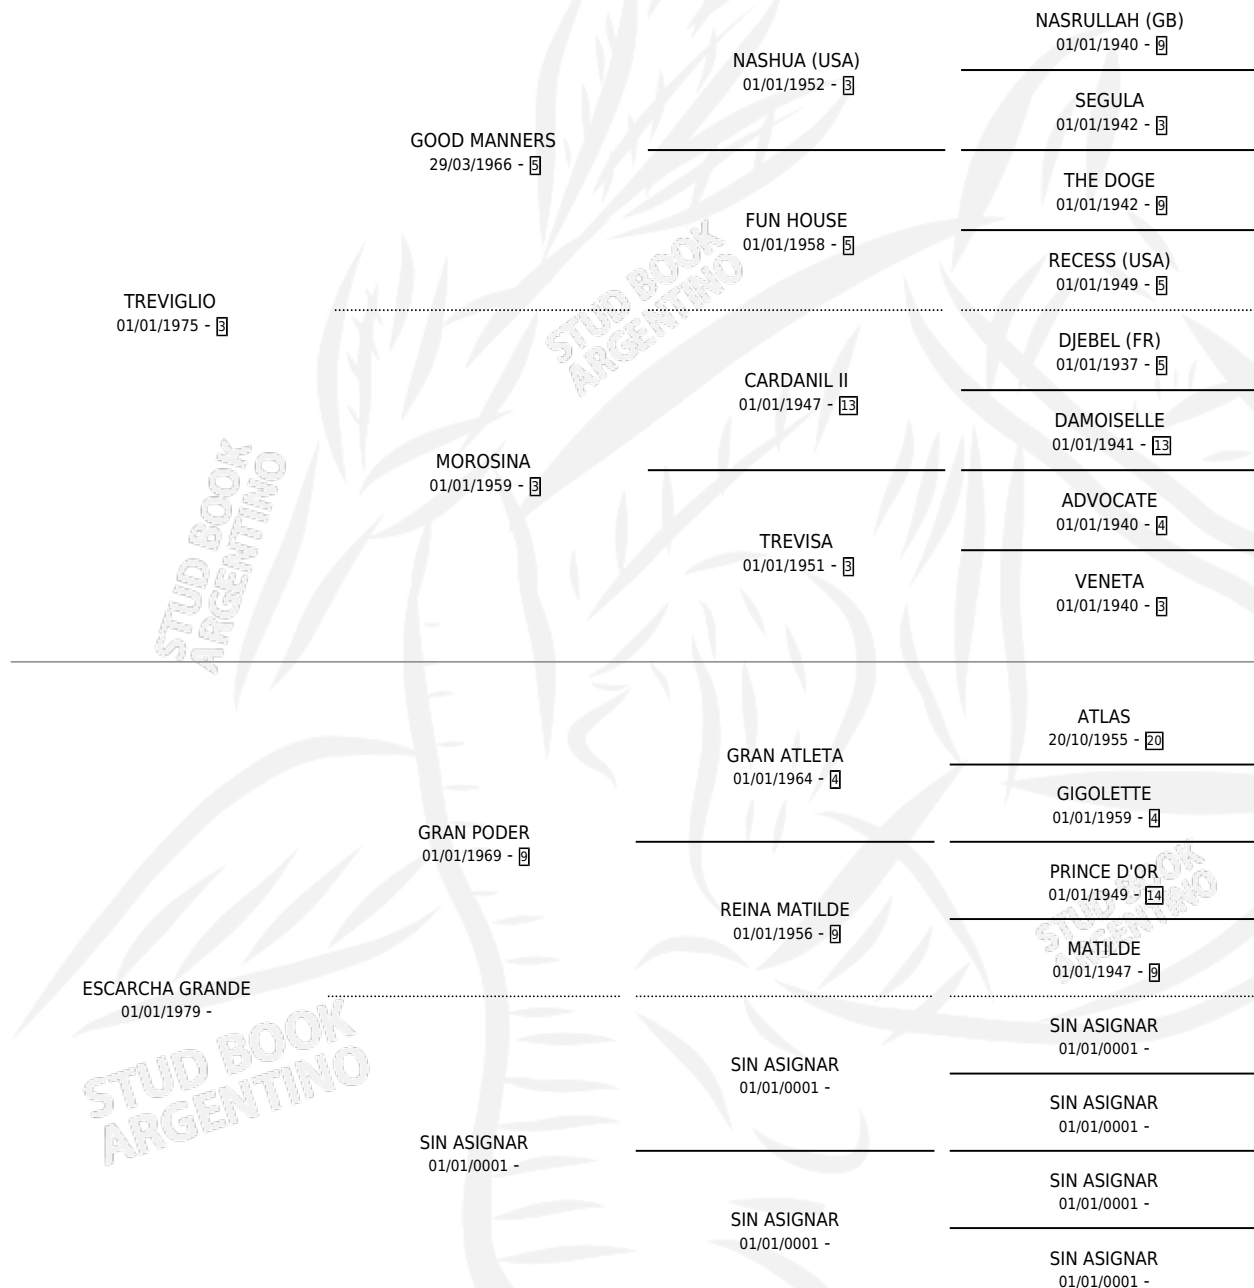 NASRULLAH (GB)
01/01/1940 - 9
NASHUA (USA)
01/01/1952 - 3
SEGULA
01/01/1942 - 3
GOOD MANNERS
29/03/1966 - 5
THE DOGE
01/01/1942 - 9
FUN HOUSE
01/01/1958 - 5
RECESS (USA)
01/01/1949 - 5
TREVIGLIO
01/01/1975 - 3
DJEBEL (FR)
01/01/1937 - 5
CARDANIL II
01/01/1947 - 13
DAMOISELLE
01/01/1941 - 13
MOROSINA
01/01/1959 - 3
ADVOCATE
01/01/1940 - 4
TREVISA
01/01/1951 - 3
VENETA
01/01/1940 - 3
ATLAS
20/10/1955 - 20
GRAN ATLETA
01/01/1964 - 4
GIGOLETTE
01/01/1959 - 4
GRAN PODER
01/01/1969 - 9
PRINCE D'OR
01/01/1949 - 14
REINA MATILDE
01/01/1956 - 9
MATILDE
01/01/1947 - 9
ESCARCHA GRANDE
01/01/1979 -
SIN ASIGNAR
01/01/0001 -
SIN ASIGNAR
01/01/0001 -
SIN ASIGNAR
01/01/0001 -
SIN ASIGNAR
01/01/0001 -
SIN ASIGNAR
01/01/0001 -
SIN ASIGNAR
01/01/0001 -
SIN ASIGNAR
01/01/0001 -
STUD BOOK
ARGENTINO
STUD BOOK
ARGENTINO
STUD BOOK
ARGENTINO
STUD BOOK
ARGENTINO